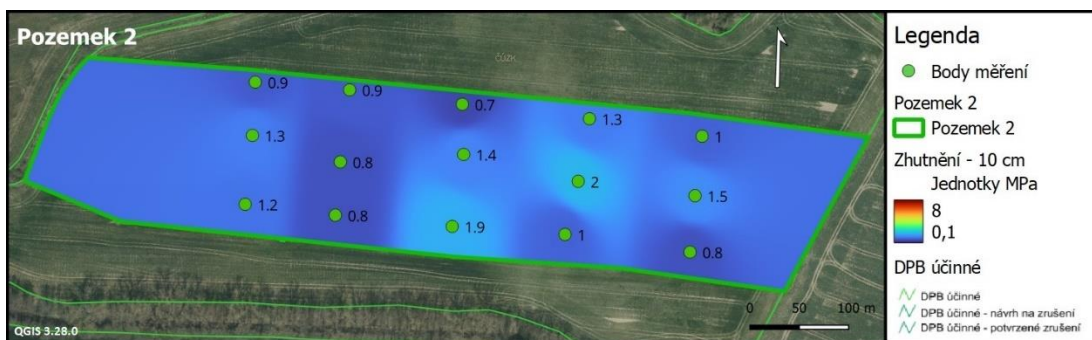 Pozemek 2
ČÚZK
0.9
0.9
0.7
1.3
1
1.3
0.8
1.4
2
1.5
1.2
0.8
1.9
1
0.8
0 50 100 m
QGIS 3.28.0
Legenda
Body měření
Pozemek 2
Pozemek 2
Zhutnění - 10 cm
Jednotky MPa
8
0,1
DPB účinné
DPB účinné
DPB účinné - návrh na zrušení
DPB účinné - potvrzené zrušení